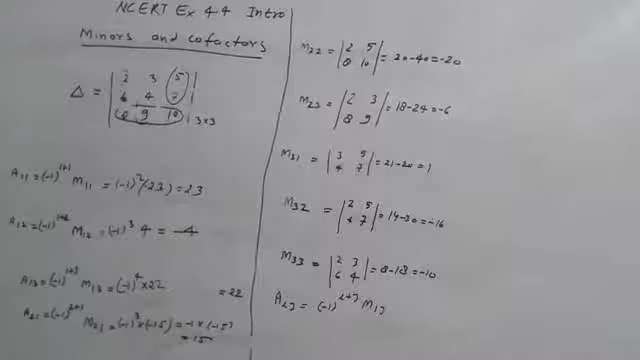 NCERT Ex 4.4 Intro
Minors and cofactors
Δ = | 2 3 5 |
| 6 4 7 |
| 8 9 10 | 3×3
A11 = (-1)^1+1 M11 = (-1)^2 (-23) = 23
A12 = (-1)^1+2 M12 = (-1)^3 4 = -4
A13 = (-1)^1+3 M13 = (-1)^4 × 22 = 22
A21 = (-1)^2+1 M21 = (-1)^3 × (-15) = -1 × (-15)
= 15
M22 = | 2 5 | = 20-40 = -20
| 8 10 |
M23 = | 2 3 | = 18-24 = -6
| 8 9 |
M31 = | 3 5 | = 21-20 = 1
| 4 7 |
M32 = | 2 5 | = 14-30 = -16
| 6 7 |
M33 = | 2 3 | = 8-18 = -10
| 6 4 |
Aij = (-1)^i+j Mij